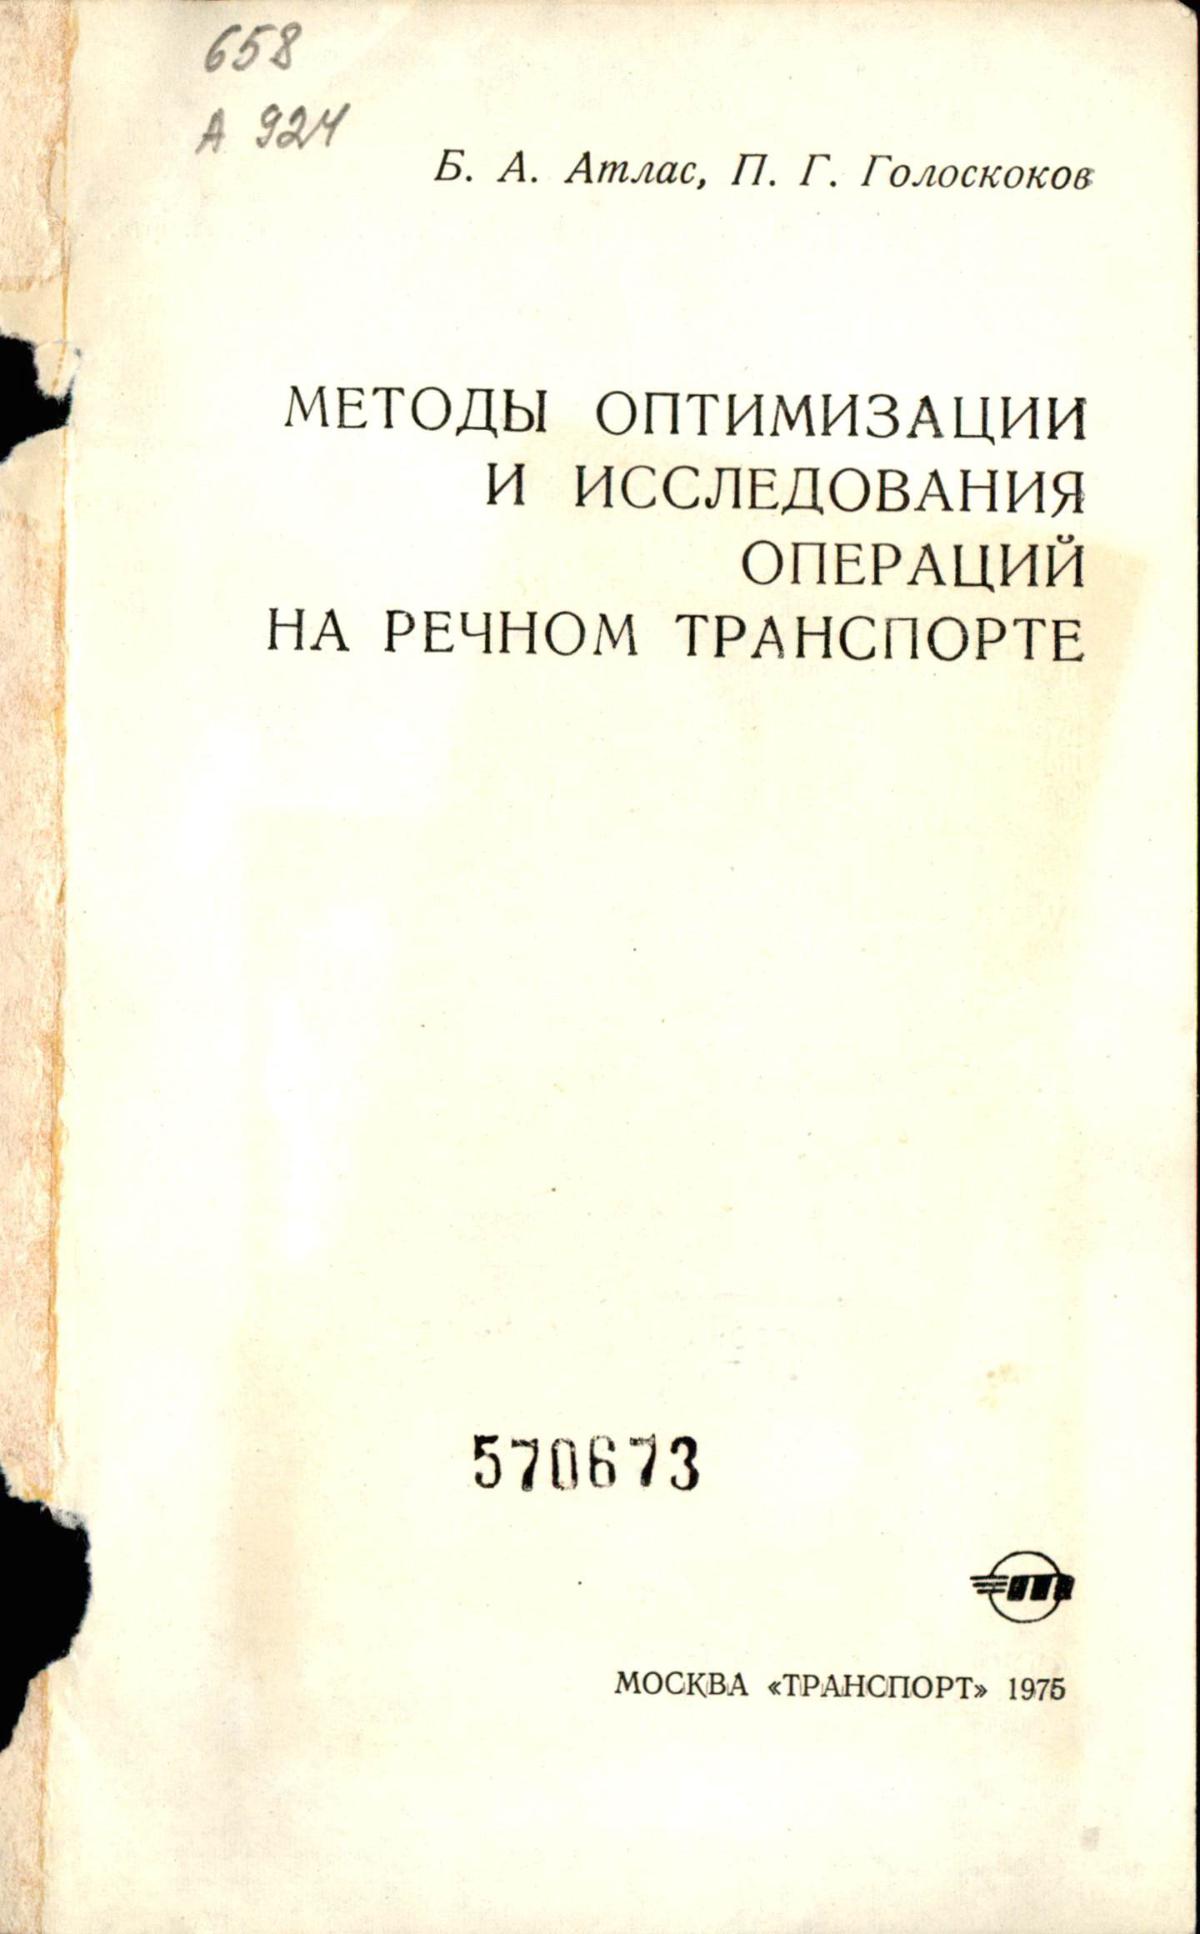 658
А 924
Б. А. Атлас, П. Г. Голоскоков
МЕТОДЫ ОПТИМИЗАЦИИ
И ИССЛЕДОВАНИЯ
ОПЕРАЦИЙ
НА РЕЧНОМ ТРАНСПОРТЕ
570673
МОСКВА «ТРАНСПОРТ» 1975